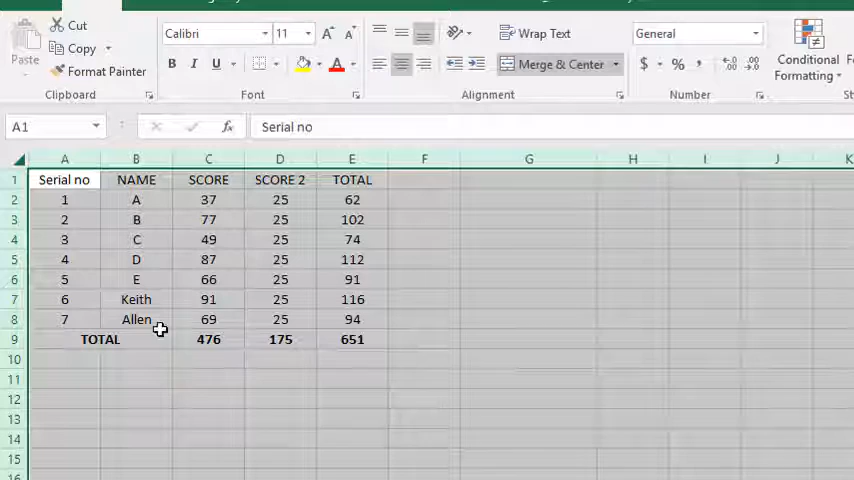 Cut
Calibri 11 A A Wrap Text General
Copy
Paste Conditional
Format Painter B I U A Merge & Center $ % , .00 Formatting
Clipboard Font Alignment Number
A1 fx Serial no
A B C D E F G H I J K
1 Serial no NAME SCORE SCORE 2 TOTAL
2 1 A 37 25 62
3 2 B 77 25 102
4 3 C 49 25 74
5 4 D 87 25 112
6 5 E 66 25 91
7 6 Keith 91 25 116
8 7 Allen 69 25 94
9 TOTAL 476 175 651
10
11
12
13
14
15
16